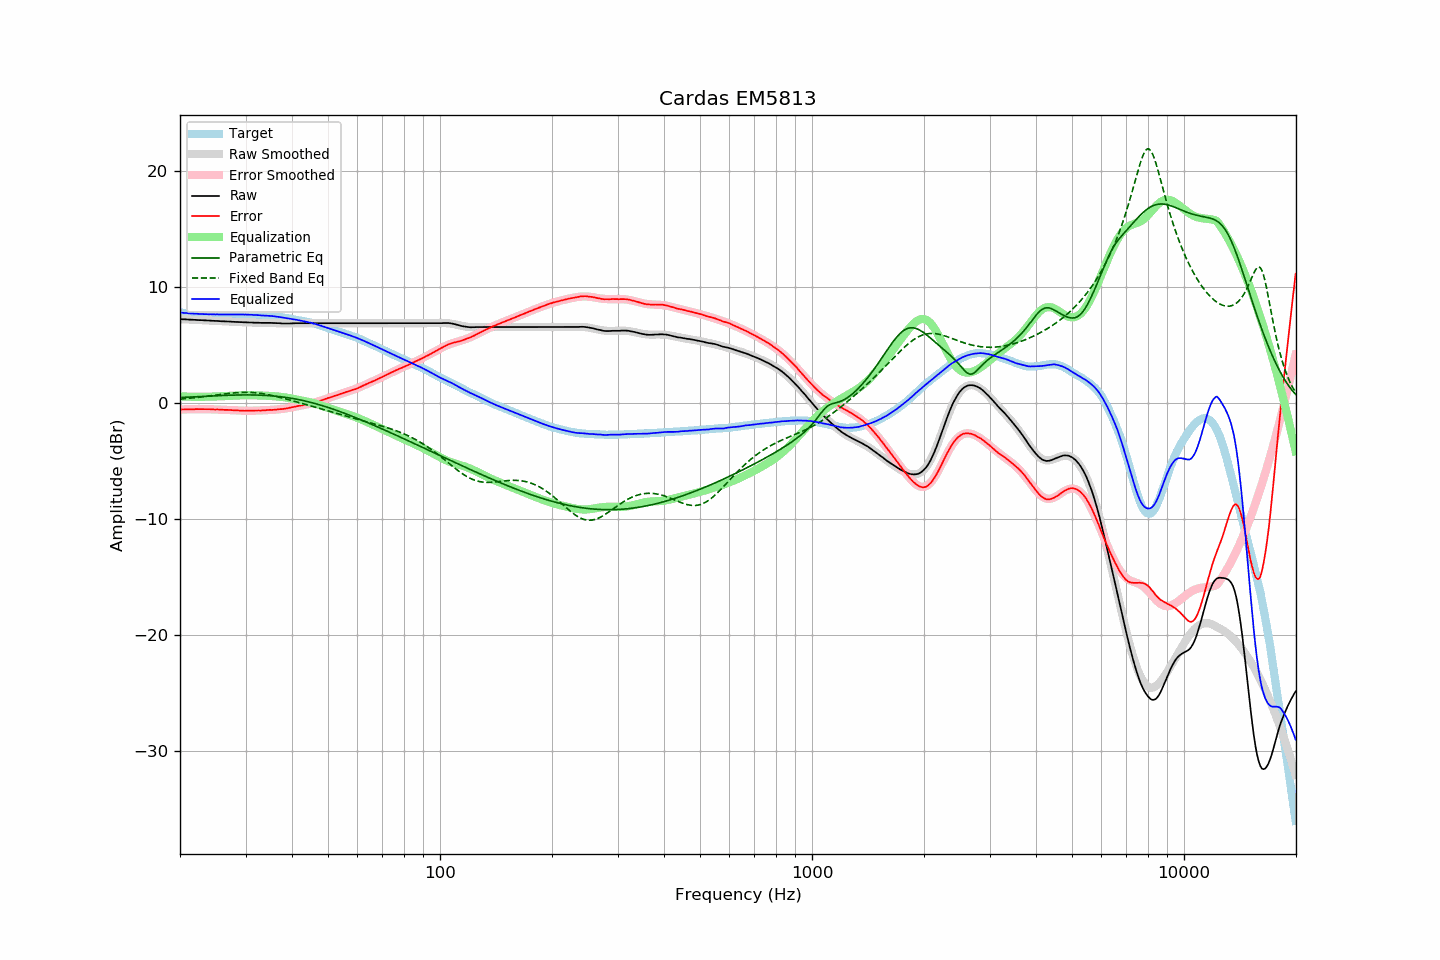 Cardas EM5813
Target
Raw Smoothed
Error Smoothed
Raw
Error
Equalization
Parametric Eq
Fixed Band Eq
Equalized
20
10
0
−10
−20
−30
Amplitude (dBr)
100
1000
10000
Frequency (Hz)